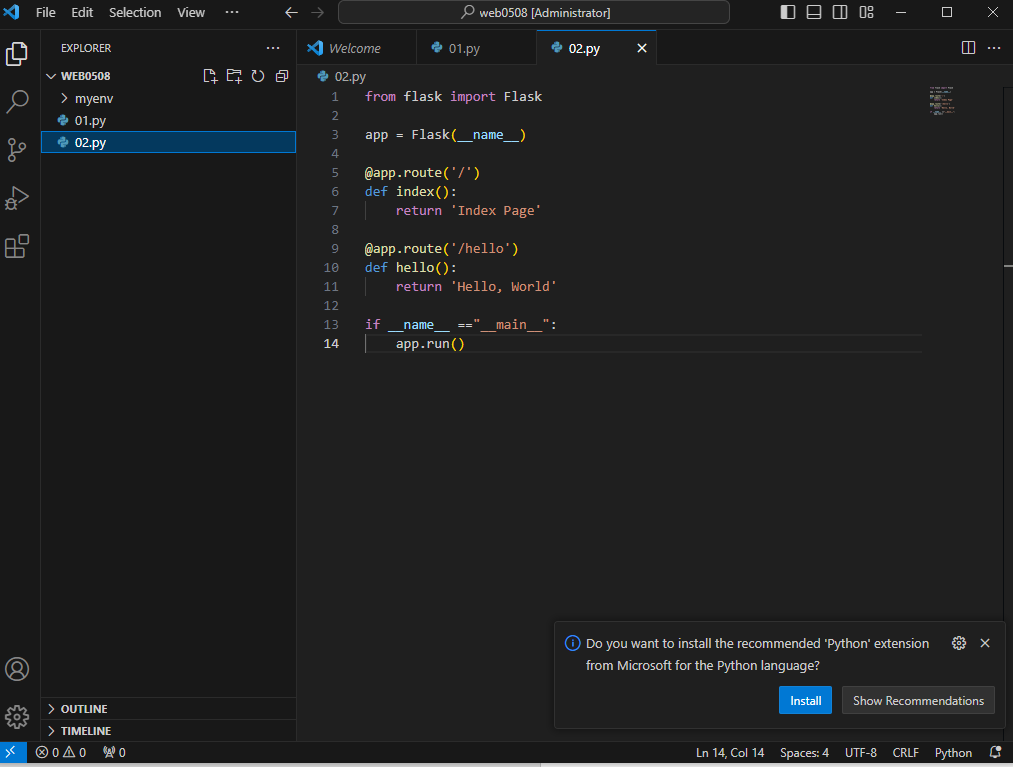 File Edit Selection View ··· web0508 [Administrator]
EXPLORER ···
WEB0508
myenv
01.py
02.py
OUTLINE
TIMELINE
Welcome 01.py 02.py
02.py
1 from flask import Flask
2
3 app = Flask(__name__)
4
5 @app.route('/')
6 def index():
7 return 'Index Page'
8
9 @app.route('/hello')
10 def hello():
11 return 'Hello, World'
12
13 if __name__ =="__main__":
14 app.run()
Do you want to install the recommended 'Python' extension
from Microsoft for the Python language?
Install Show Recommendations
0 0 0 Ln 14, Col 14 Spaces: 4 UTF-8 CRLF Python